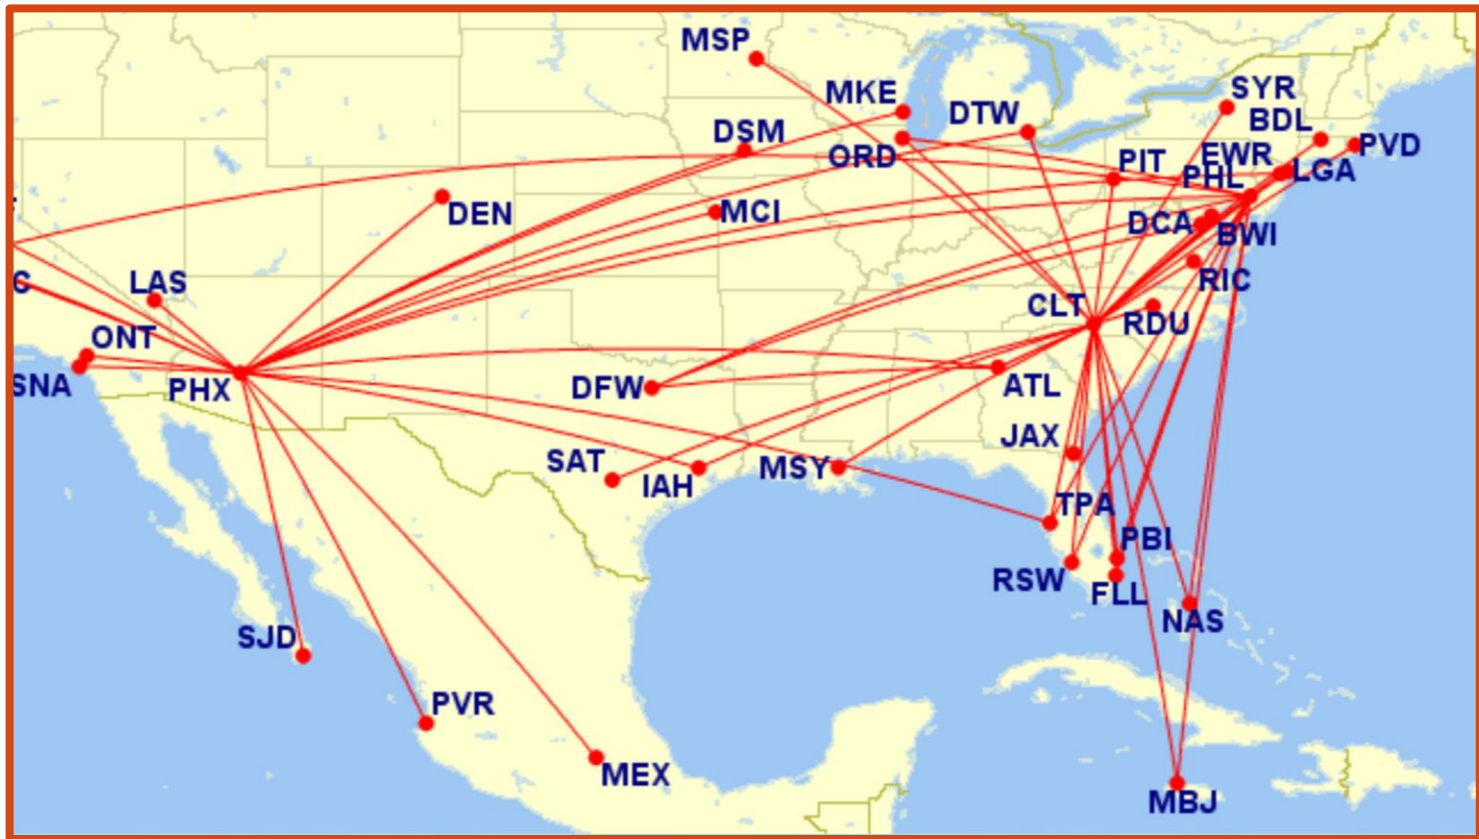 MSP
SYR
MKE
DTW
BDL
DSM
PVD
ORD
PIT
EWR
LGA
PHL
DEN
MCI
DCA
BWI
LAS
C
RIC
CLT
RDU
ONT
SNA
PHX
DFW
ATL
JAX
SAT
MSY
IAH
TPA
PBI
RSW
FLL
NAS
SJD
PVR
MEX
MBJ